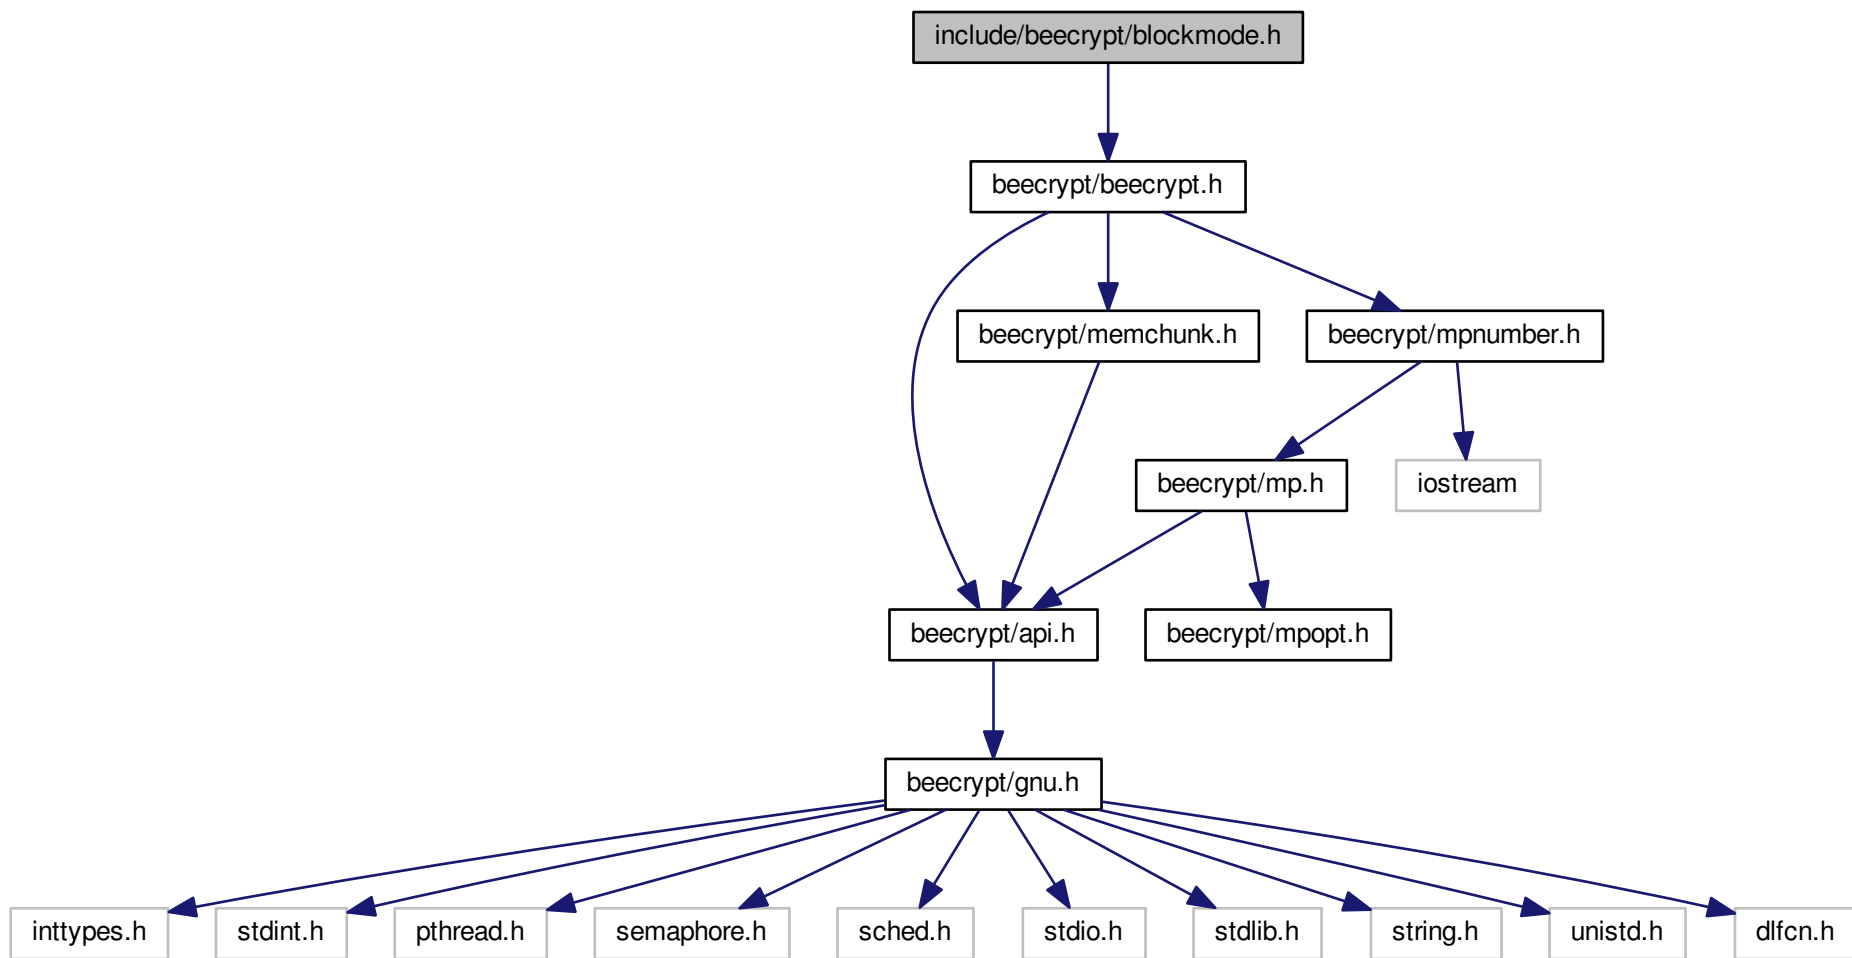 include/beecrypt/blockmode.h
beecrypt/beecrypt.h
beecrypt/memchunk.h
beecrypt/mpnumber.h
beecrypt/mp.h
iostream
beecrypt/api.h
beecrypt/mpopt.h
beecrypt/gnu.h
inttypes.h
stdint.h
pthread.h
semaphore.h
sched.h
stdio.h
stdlib.h
string.h
unistd.h
dlfcn.h